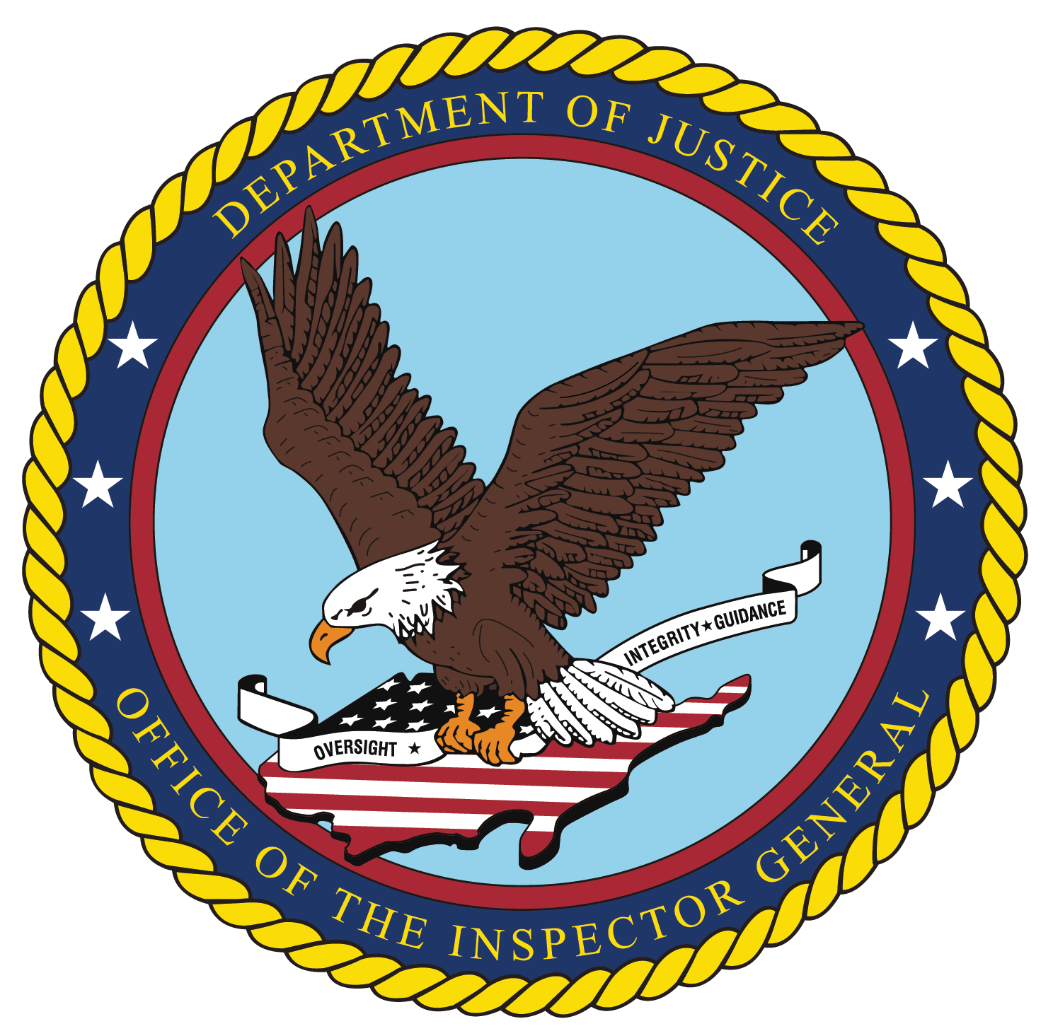 DEPARTMENT OF JUSTICE
INTEGRITY★GUIDANCE
OVERSIGHT ★
OFFICE OF THE INSPECTOR GENERAL